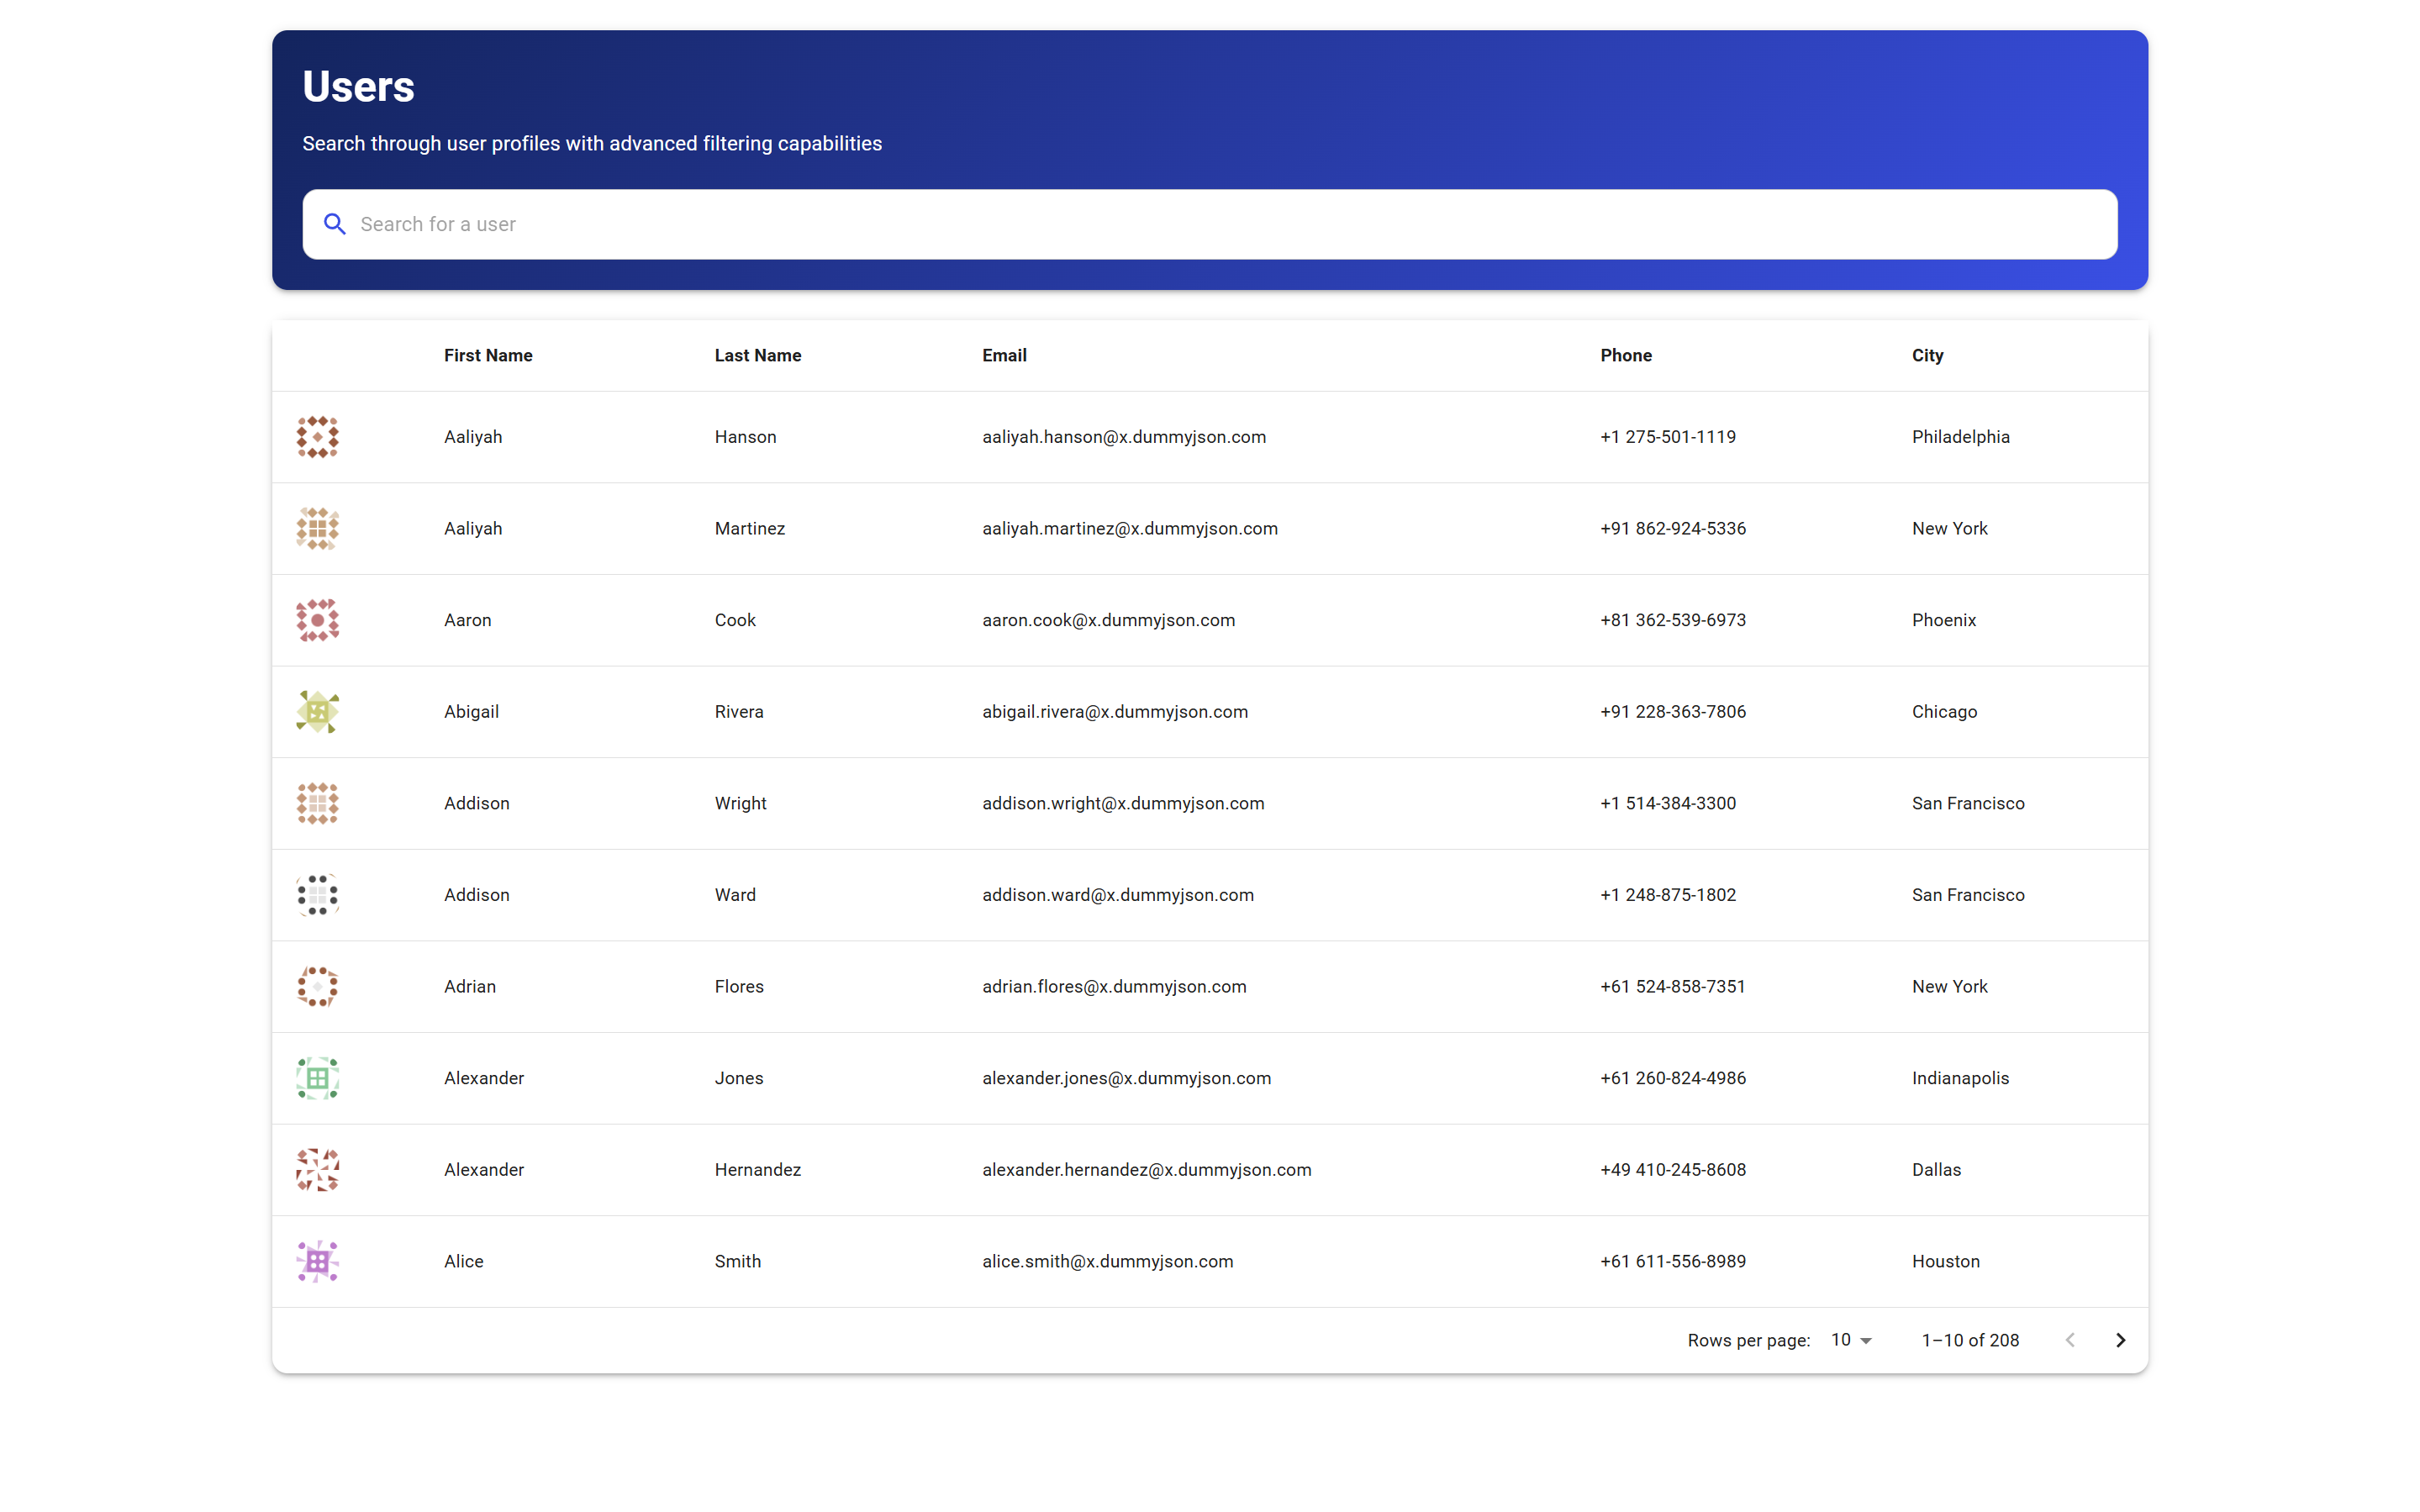 Users
Search through user profiles with advanced filtering capabilities
Search for a user
First Name Last Name Email Phone City
Aaliyah Hanson aaliyah.hanson@x.dummyjson.com +1 275-501-1119 Philadelphia
Aaliyah Martinez aaliyah.martinez@x.dummyjson.com +91 862-924-5336 New York
Aaron Cook aaron.cook@x.dummyjson.com +81 362-539-6973 Phoenix
Abigail Rivera abigail.rivera@x.dummyjson.com +91 228-363-7806 Chicago
Addison Wright addison.wright@x.dummyjson.com +1 514-384-3300 San Francisco
Addison Ward addison.ward@x.dummyjson.com +1 248-875-1802 San Francisco
Adrian Flores adrian.flores@x.dummyjson.com +61 524-858-7351 New York
Alexander Jones alexander.jones@x.dummyjson.com +61 260-824-4986 Indianapolis
Alexander Hernandez alexander.hernandez@x.dummyjson.com +49 410-245-8608 Dallas
Alice Smith alice.smith@x.dummyjson.com +61 611-556-8989 Houston
Rows per page: 10 1–10 of 208